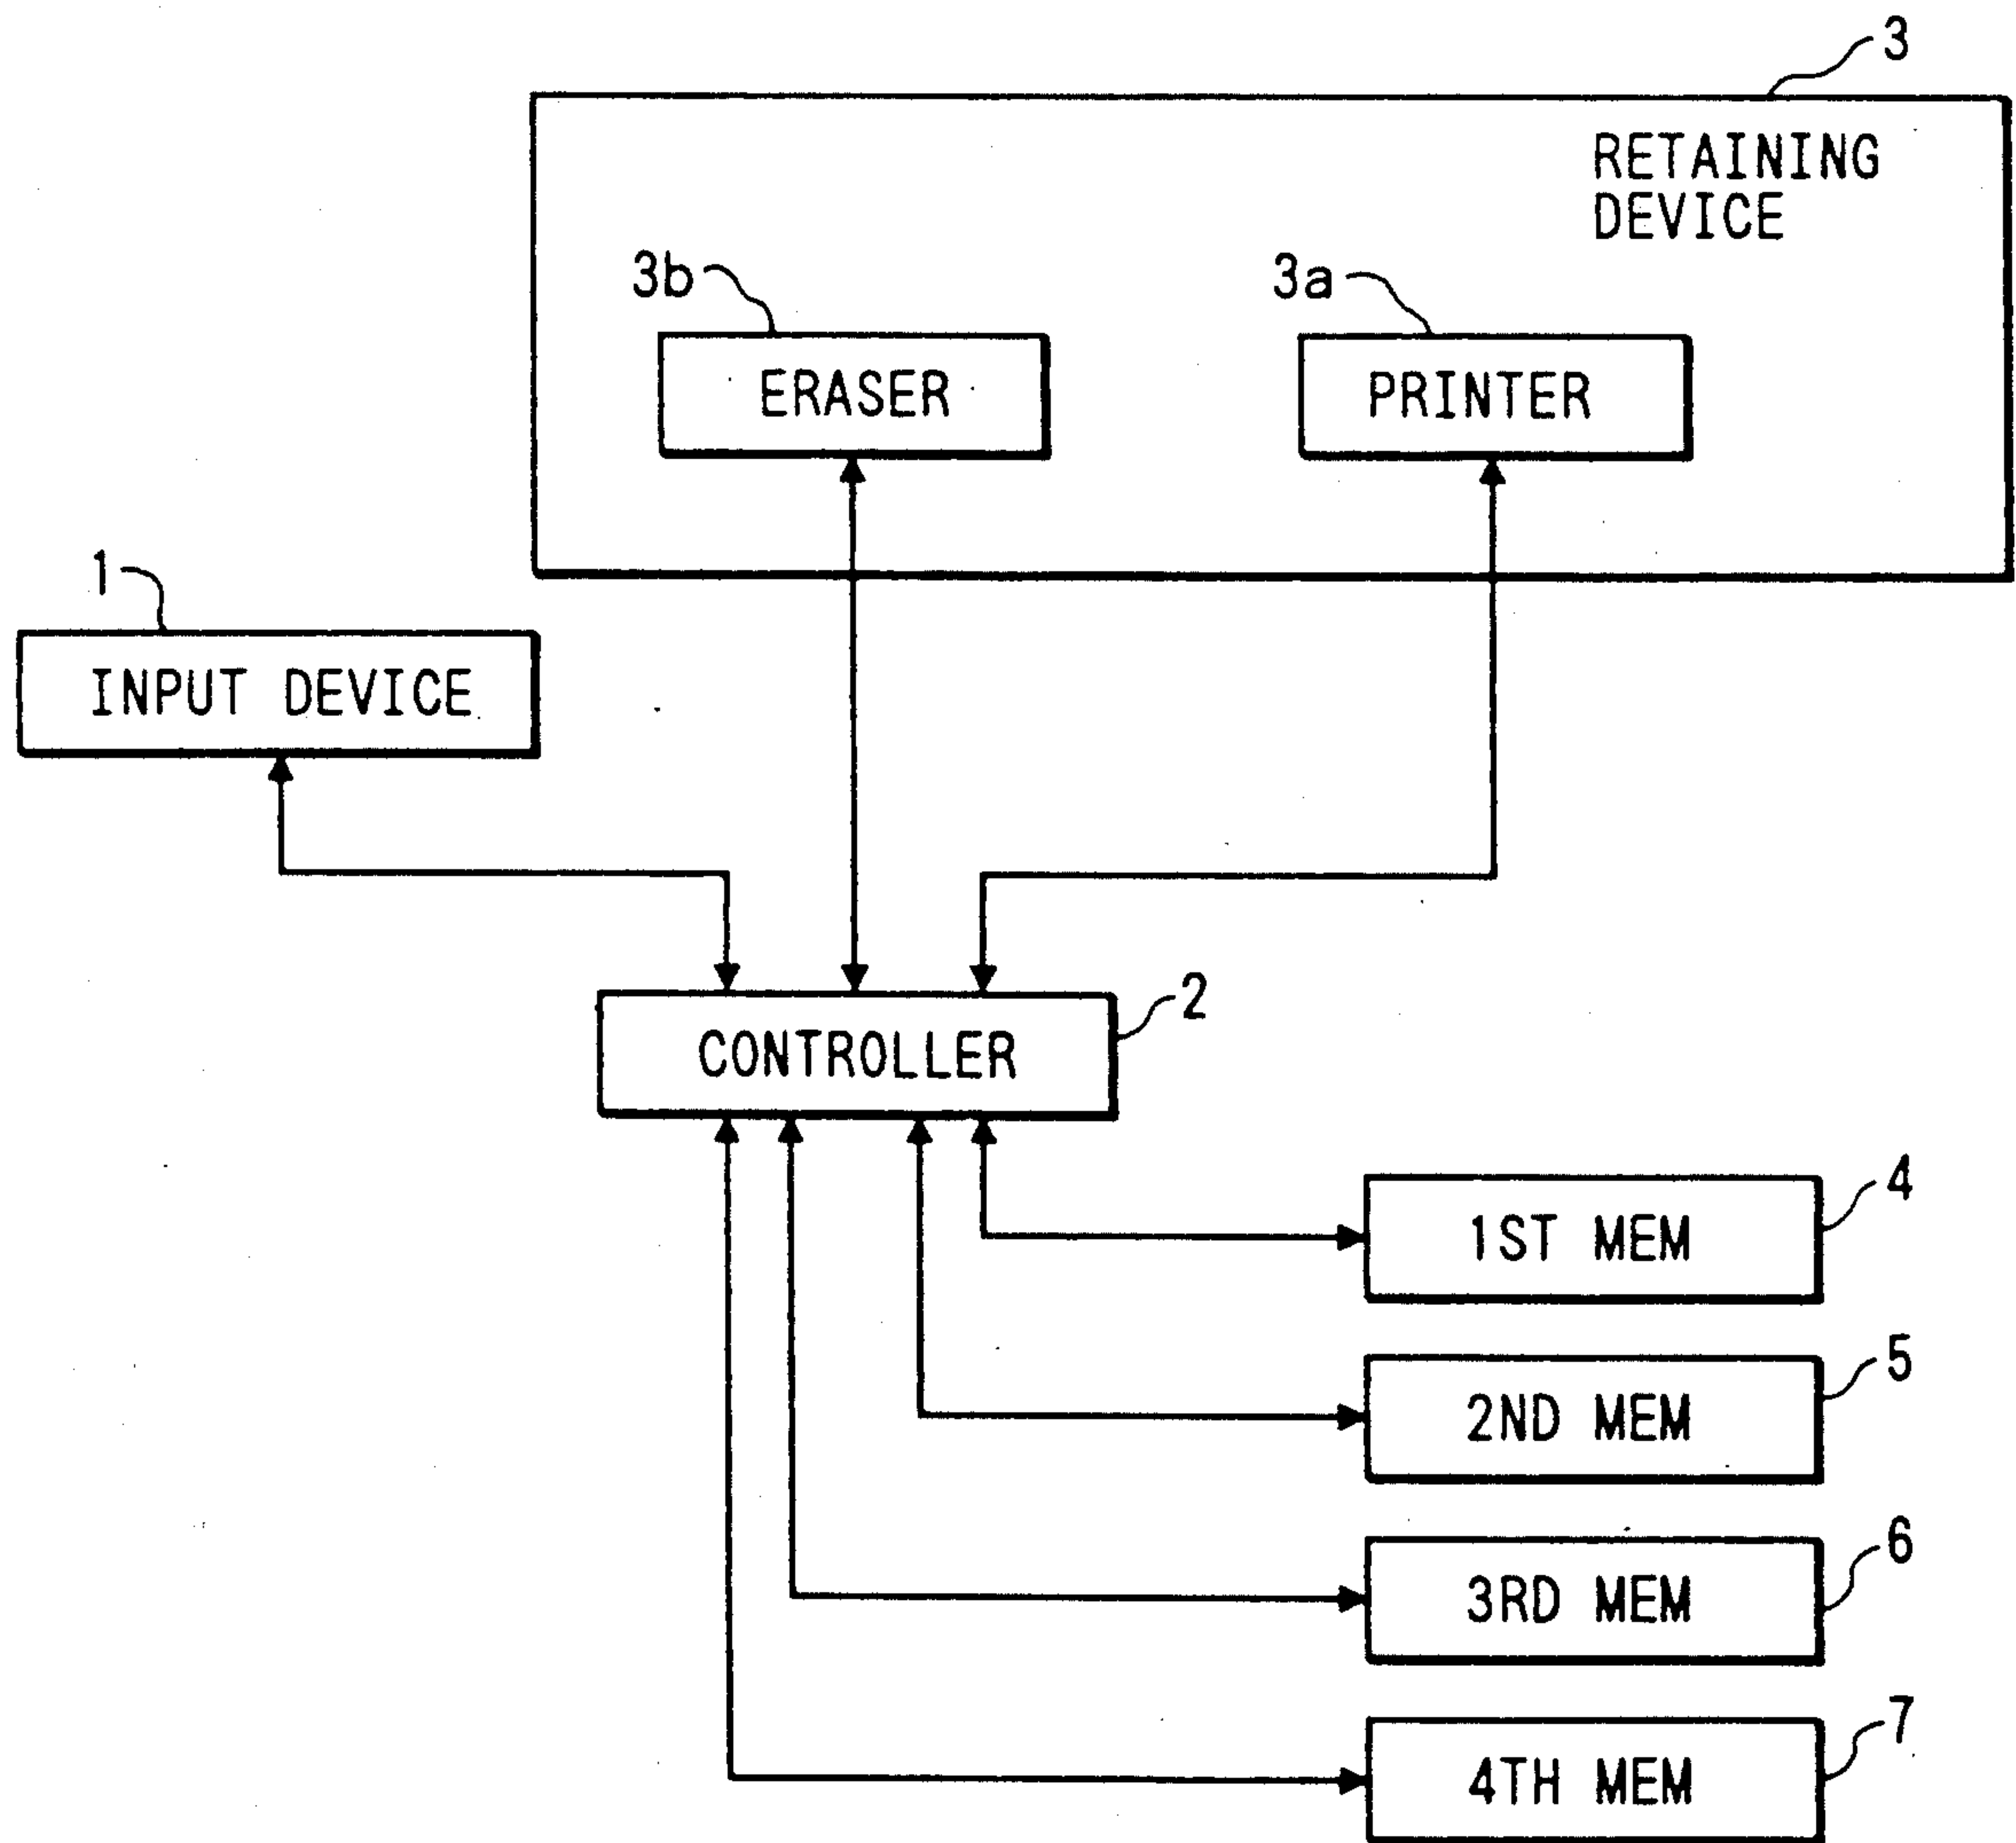 3
RETAINING
DEVICE
3b
3a
ERASER
PRINTER
1
INPUT DEVICE
2
CONTROLLER
4
1ST MEM
5
2ND MEM
6
3RD MEM
7
4TH MEM